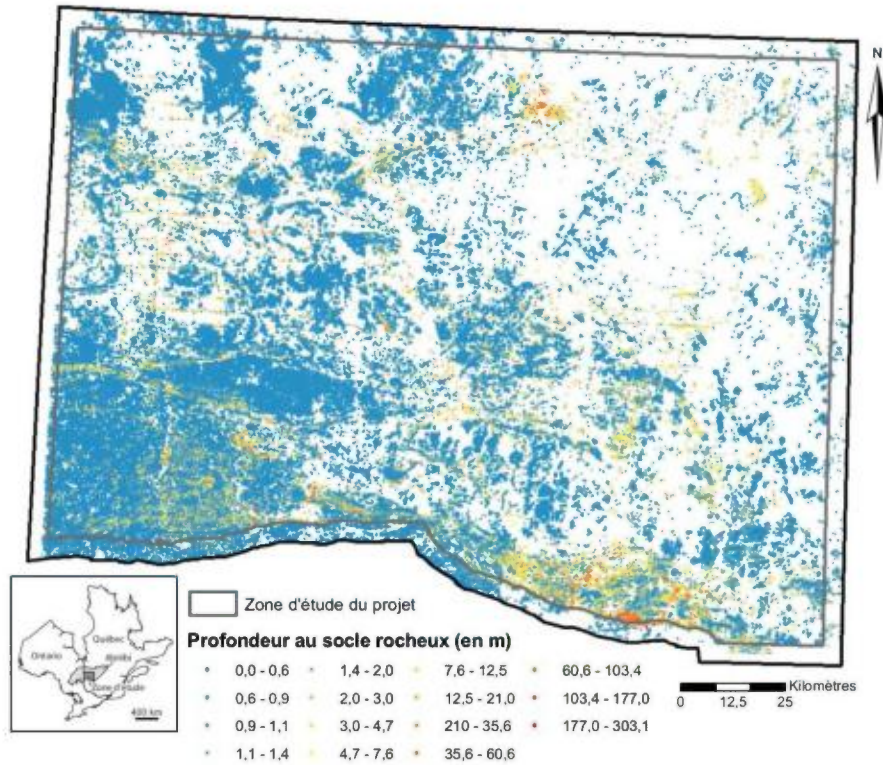 N
Zone d'étude du projet
Profondeur au socle rocheux (en m)
0,0 - 0,6
0,6 - 0,9
0,9 - 1,1
1,1 - 1,4
1,4 - 2,0
2,0 - 3,0
3,0 - 4,7
4,7 - 7,6
7,6 - 12,5
12,5 - 21,0
210 - 35,6
35,6 - 60,6
60,6 - 103,4
103,4 - 177,0
177,0 - 303,1
Kilomètres
0 12,5 25
Québec
Ontario
Zone d'étude
400 km